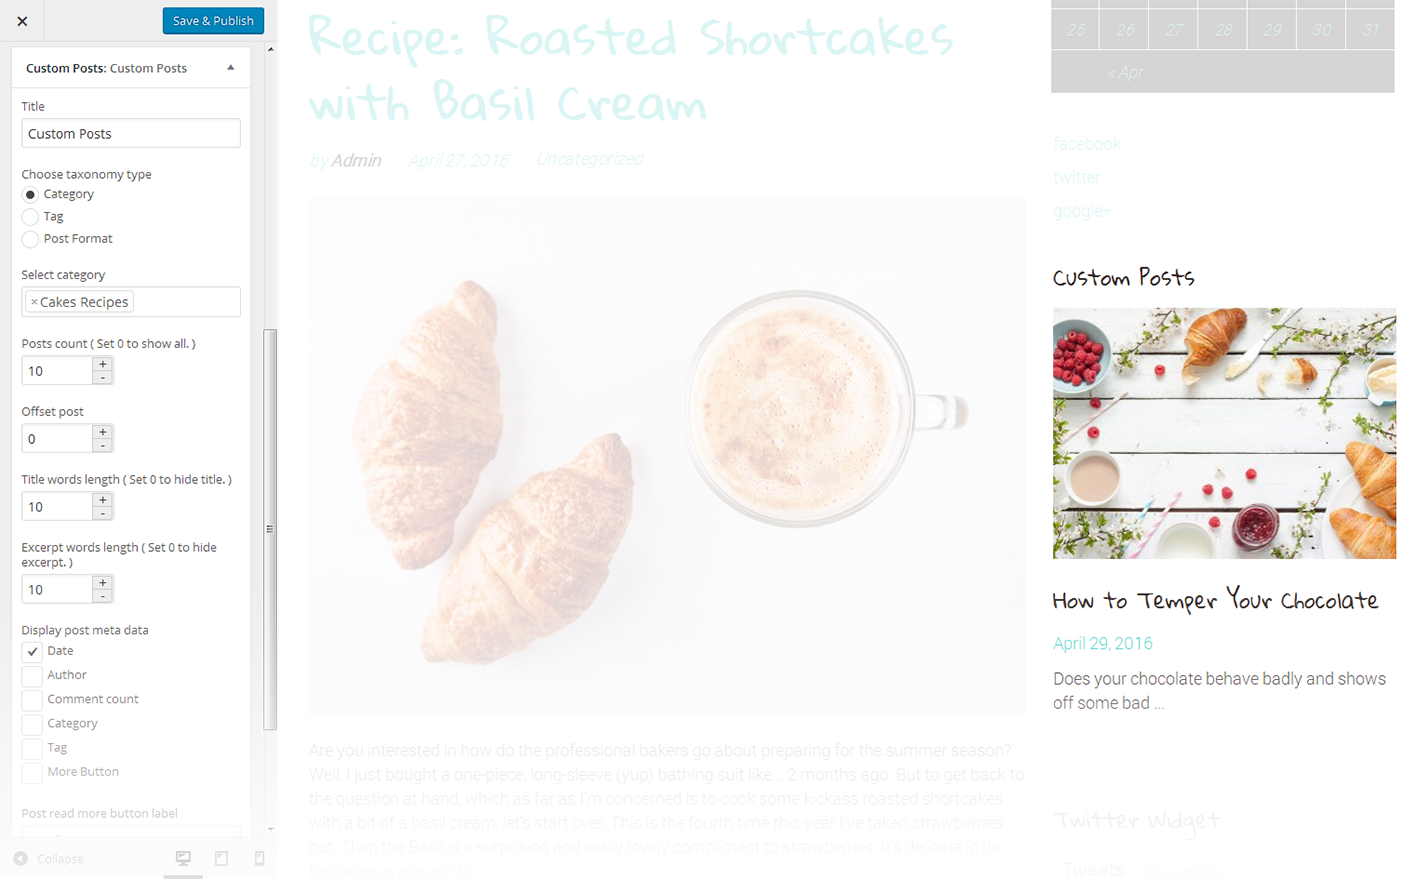 ×
Save & Publish
Custom Posts: Custom Posts
Title
Custom Posts
Choose taxonomy type
Category
Tag
Post Format
Select category
×Cakes Recipes
Posts count ( Set 0 to show all. )
10
+
-
Offset post
0
+
-
Title words length ( Set 0 to hide title. )
10
+
-
Excerpt words length ( Set 0 to hide
excerpt. )
10
+
-
Display post meta data
Date
Author
Comment count
Category
Tag
More Button
Post read more button label
Collapse
Recipe: Roasted Shortcakes
with Basil Cream
by Admin
April 27, 2016
Uncategorized
Are you interested in how do the professional bakers go about preparing for the summer season?
Well, I just bought a one-piece, long-sleeve (yup) bathing suit like... 2 months ago. But to get back to
the question at hand, which as far as I'm concerned is to cook some kickass roasted shortcakes
with a bit of a basil cream, let's start over. This is the fourth time this year I've taken strawberries
out. Then the Basil is a surprising and really lovely compliment to strawberries. It's delicate in its
herbaceous enough to
25 26 27 28 29 30 31
« Apr
facebook
twitter
google+
Custom Posts
How to Temper Your Chocolate
April 29, 2016
Does your chocolate behave badly and shows
off some bad ...
Twitter Widget
Tweets